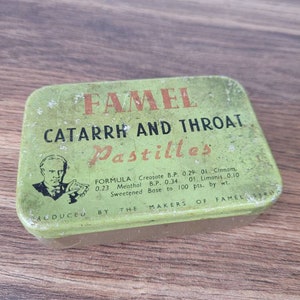 FAMEL
CATARRH AND THROAT
Pastilles
FORMULA : Creosote B.P. 0.29. Ol. Cinnam.
0.23 Menthol B.P. 0.34. Ol. Limonis 0.10
Sweetened Base to 100 pts. by wt.
PRODUCED BY THE MAKERS OF FAMEL